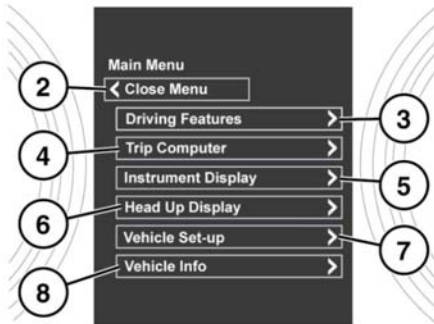 Main Menu
2 Close Menu
Driving Features 3
4 Trip Computer
Instrument Display 5
6 Head Up Display
Vehicle Set-up 7
8 Vehicle Info